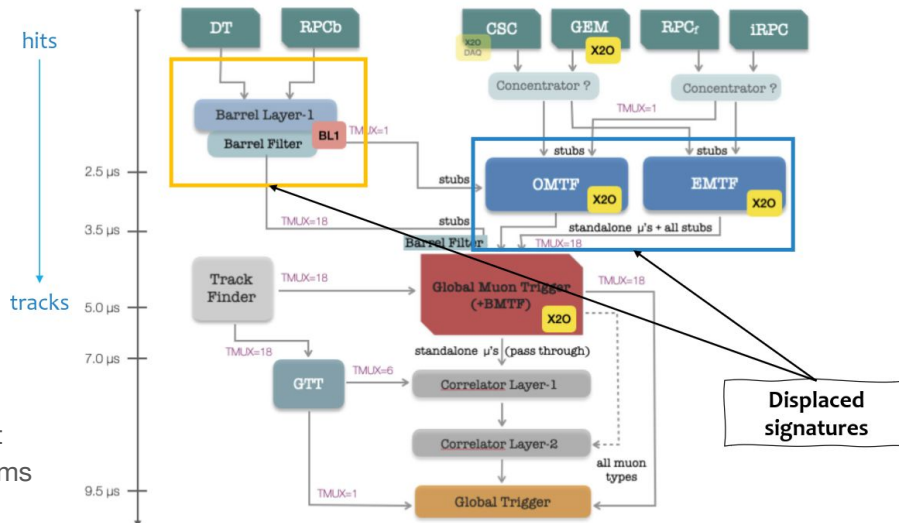 hits
DT
RPCb
CSC
X2O
DAQ
GEM
X2O
RPCf
iRPC
Concentrator ?
Concentrator ?
Barrel Layer-1
BL1
Barrel Filter
TMUX=1
TMUX=1
stubs
stubs
2.5 µs
stubs
OMTF
X2O
EMTF
X2O
TMUX=18
stubs
standalone µ's + all stubs
3.5 µs
Barrel Filter
TMUX=18
Track
Finder
TMUX=18
Global Muon Trigger
(+BMTF)
X2O
TMUX=18
tracks
5.0 µs
TMUX=18
standalone µ's (pass through)
7.0 µs
GTT
TMUX=6
Correlator Layer-1
Displaced
signatures
Correlator Layer-2
ms
all muon
types
9.5 µs
TMUX=1
Global Trigger